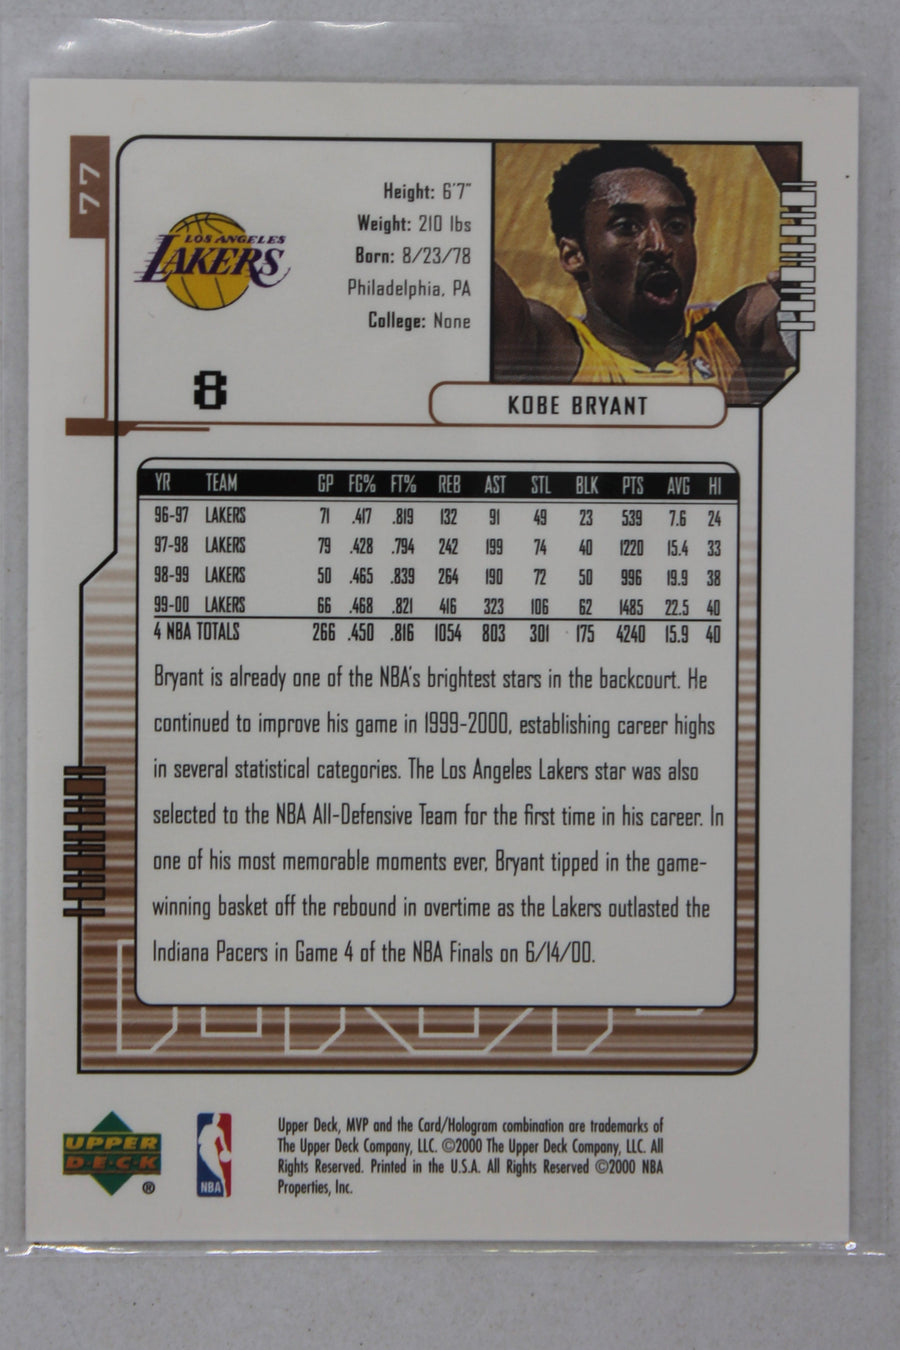 77
LOS ANGELES
LAKERS
Height: 6'7"
Weight: 210 lbs
Born: 8/23/78
Philadelphia, PA
College: None
8
KOBE BRYANT
YR TEAM GP FG% FT% REB AST STL BLK PTS AVG HI
96-97 LAKERS 71 .417 .819 132 91 49 23 539 7.6 24
97-98 LAKERS 79 .428 .794 242 199 74 40 1220 15.4 33
98-99 LAKERS 50 .465 .839 264 190 72 50 996 19.9 38
99-00 LAKERS 66 .468 .821 416 323 106 62 1485 22.5 40
4 NBA TOTALS 266 .450 .816 1054 803 301 175 4240 15.9 40
Bryant is already one of the NBA's brightest stars in the backcourt. He
continued to improve his game in 1999-2000, establishing career highs
in several statistical categories. The Los Angeles Lakers star was also
selected to the NBA All-Defensive Team for the first time in his career. In
one of his most memorable moments ever, Bryant tipped in the game-
winning basket off the rebound in overtime as the Lakers outlasted the
Indiana Pacers in Game 4 of the NBA Finals on 6/14/00.
UPPER
DECK
®
NBA
Upper Deck, MVP and the Card/Hologram combination are trademarks of
The Upper Deck Company, LLC. ©2000 The Upper Deck Company, LLC. All
Rights Reserved. Printed in the U.S.A. All Rights Reserved ©2000 NBA
Properties, Inc.